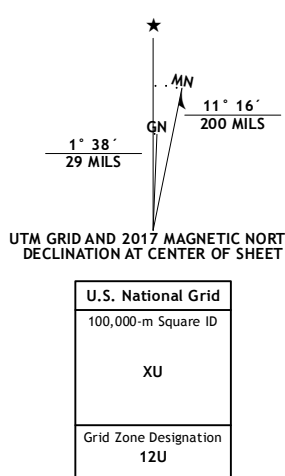 ★
MN
11° 16´
200 MILS
GN
1° 38´
29 MILS
UTM GRID AND 2017 MAGNETIC NORT
DECLINATION AT CENTER OF SHEET
U.S. National Grid
100,000-m Square ID
XU
Grid Zone Designation
12U